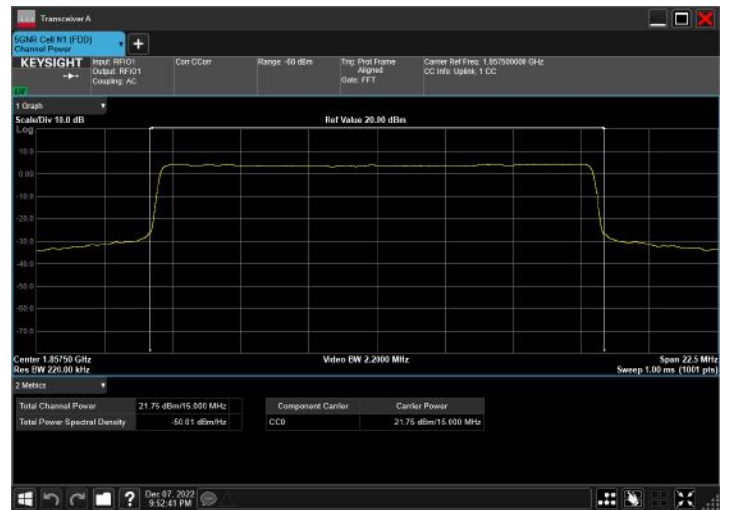 Transceiver A
5GNR Cell N1 (FDD)
Channel Power
+
KEYSIGHT
Input: RFIO1
Output: RFIO1
Coupling: AC
Corr CCorr
Range: -60 dBm
Trig: Prot Frame
Aligned
Gate: FFT
Carrier Ref Freq: 1.857500000 GHz
CC Info: Uplink, 1 CC
LVI
1 Graph
Scale/Div 10.0 dB
Ref Value 20.00 dBm
Log
10.0
0.00
-10.0
-20.0
-30.0
-40.0
-50.0
-60.0
-70.0
Center 1.85750 GHz
Video BW 2.2000 MHz
Span 22.5 MHz
Res BW 220.00 kHz
Sweep 1.00 ms (1001 pts)
2 Metrics
Total Channel Power 21.75 dBm/15.000 MHz
Total Power Spectral Density -50.01 dBm/Hz
Component Carrier Carrier Power
CC0 21.75 dBm/15.000 MHz
?
Dec 07, 2022
9:52:41 PM